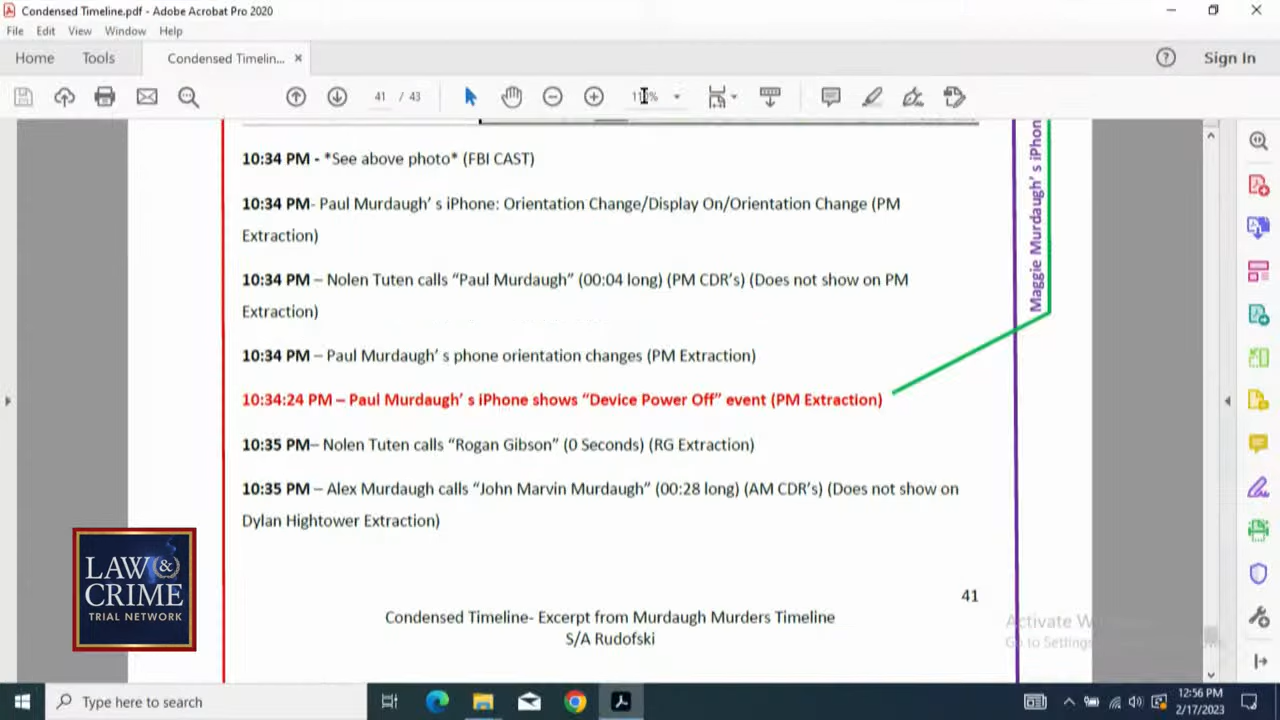 Condensed Timeline.pdf - Adobe Acrobat Pro 2020
File Edit View Window Help
Home Tools Condensed Timelin... × Sign In
41 / 43
10:34 PM - *See above photo* (FBI CAST)
10:34 PM- Paul Murdaugh' s iPhone: Orientation Change/Display On/Orientation Change (PM
Extraction)
10:34 PM – Nolen Tuten calls “Paul Murdaugh” (00:04 long) (PM CDR’s) (Does not show on PM
Extraction)
10:34 PM – Paul Murdaugh' s phone orientation changes (PM Extraction)
10:34:24 PM – Paul Murdaugh' s iPhone shows “Device Power Off” event (PM Extraction)
10:35 PM– Nolen Tuten calls “Rogan Gibson” (0 Seconds) (RG Extraction)
10:35 PM – Alex Murdaugh calls “John Marvin Murdaugh” (00:28 long) (AM CDR’s) (Does not show on
Dylan Hightower Extraction)
Maggie Murdaugh' s iPhon
41
Condensed Timeline- Excerpt from Murdaugh Murders Timeline
S/A Rudofski
LAW &
CRIME
TRIAL NETWORK
Activate W
Go to Settings
Type here to search
12:56 PM
2/17/2023